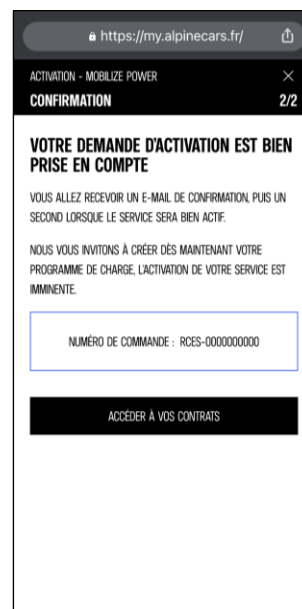 https://my.alpinecars.fr/
ACTIVATION - MOBILIZE POWER
CONFIRMATION 2/2
VOTRE DEMANDE D'ACTIVATION EST BIEN
PRISE EN COMPTE
VOUS ALLEZ RECEVOIR UN E-MAIL DE CONFIRMATION, PUIS UN
SECOND LORSQUE LE SERVICE SERA BIEN ACTIF.
NOUS VOUS INVITONS À CRÉER DÈS MAINTENANT VOTRE
PROGRAMME DE CHARGE, L'ACTIVATION DE VOTRE SERVICE EST
IMMINENTE.
NUMÉRO DE COMMANDE : RCES-0000000000
ACCÉDER À VOS CONTRATS